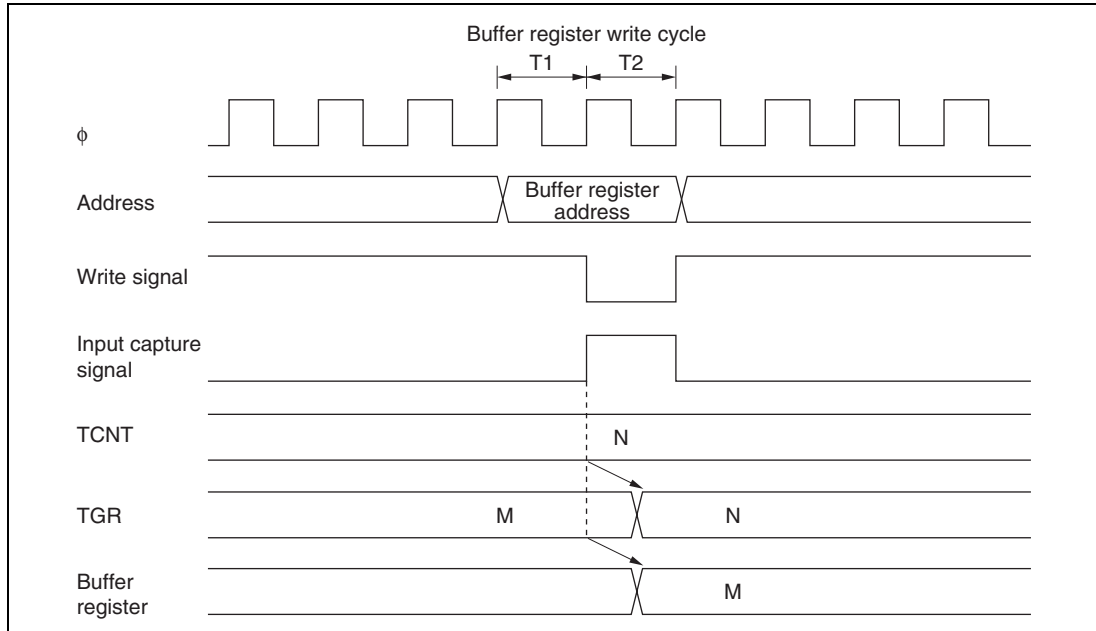 Buffer register write cycle
T1 T2
ϕ
Address
Buffer register
address
Write signal
Input capture
signal
TCNT
N
TGR
M N
Buffer
register
M